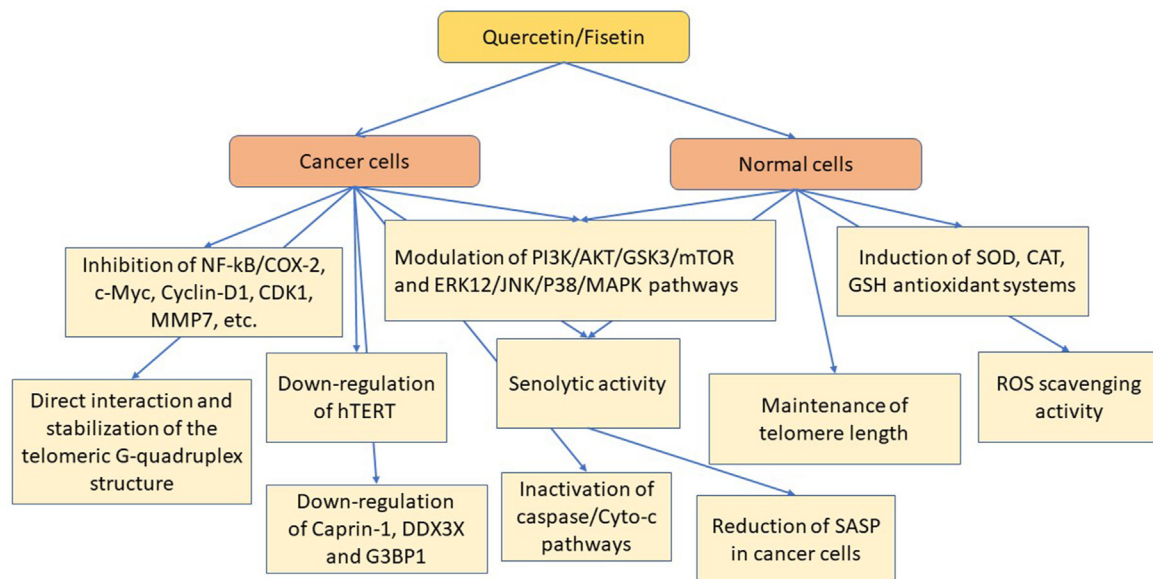 Quercetin/Fisetin
Cancer cells
Normal cells
Inhibition of NF-kB/COX-2,
c-Myc, Cyclin-D1, CDK1,
MMP7, etc.
Modulation of PI3K/AKT/GSK3/mTOR
and ERK12/JNK/P38/MAPK pathways
Induction of SOD, CAT,
GSH antioxidant systems
Direct interaction and
stabilization of the
telomeric G-quadruplex
structure
Down-regulation
of hTERT
Senolytic activity
Maintenance of
telomere length
ROS scavenging
activity
Down-regulation
of Caprin-1, DDX3X
and G3BP1
Inactivation of
caspase/Cyto-c
pathways
Reduction of SASP
in cancer cells